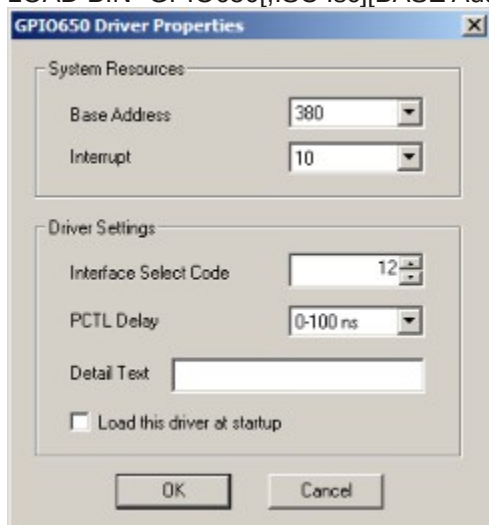 GPIO650 Driver Properties
System Resources
Base Address 380
Interrupt 10
Driver Settings
Interface Select Code 12
PCTL Delay 0-100 ns
Detail Text
Load this driver at startup
OK Cancel